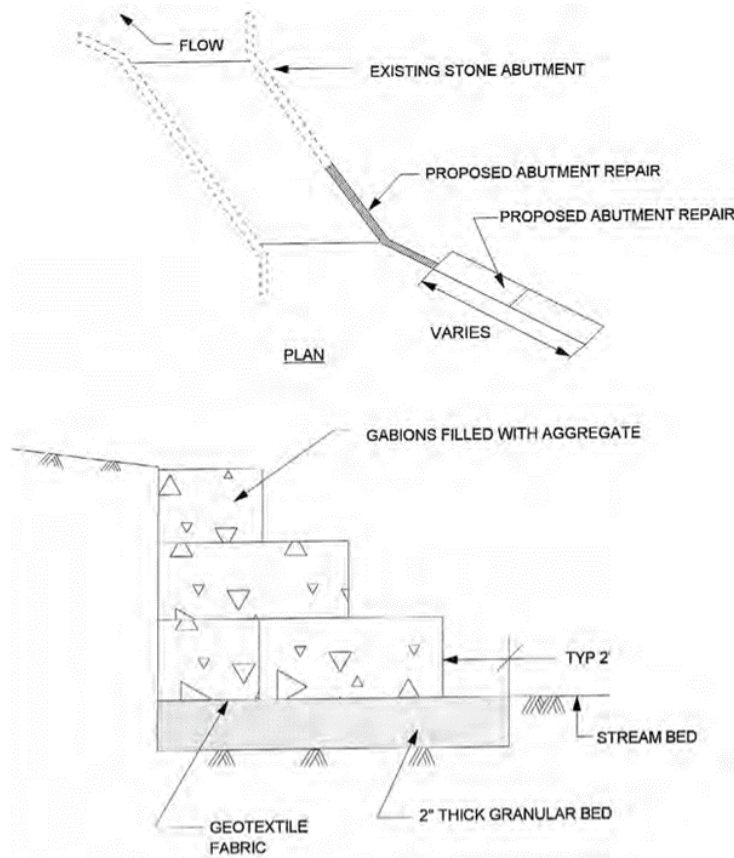 FLOW
EXISTING STONE ABUTMENT
PROPOSED ABUTMENT REPAIR
PROPOSED ABUTMENT REPAIR
VARIES
PLAN
GABIONS FILLED WITH AGGREGATE
TYP 2'
STREAM BED
2" THICK GRANULAR BED
GEOTEXTILE
FABRIC